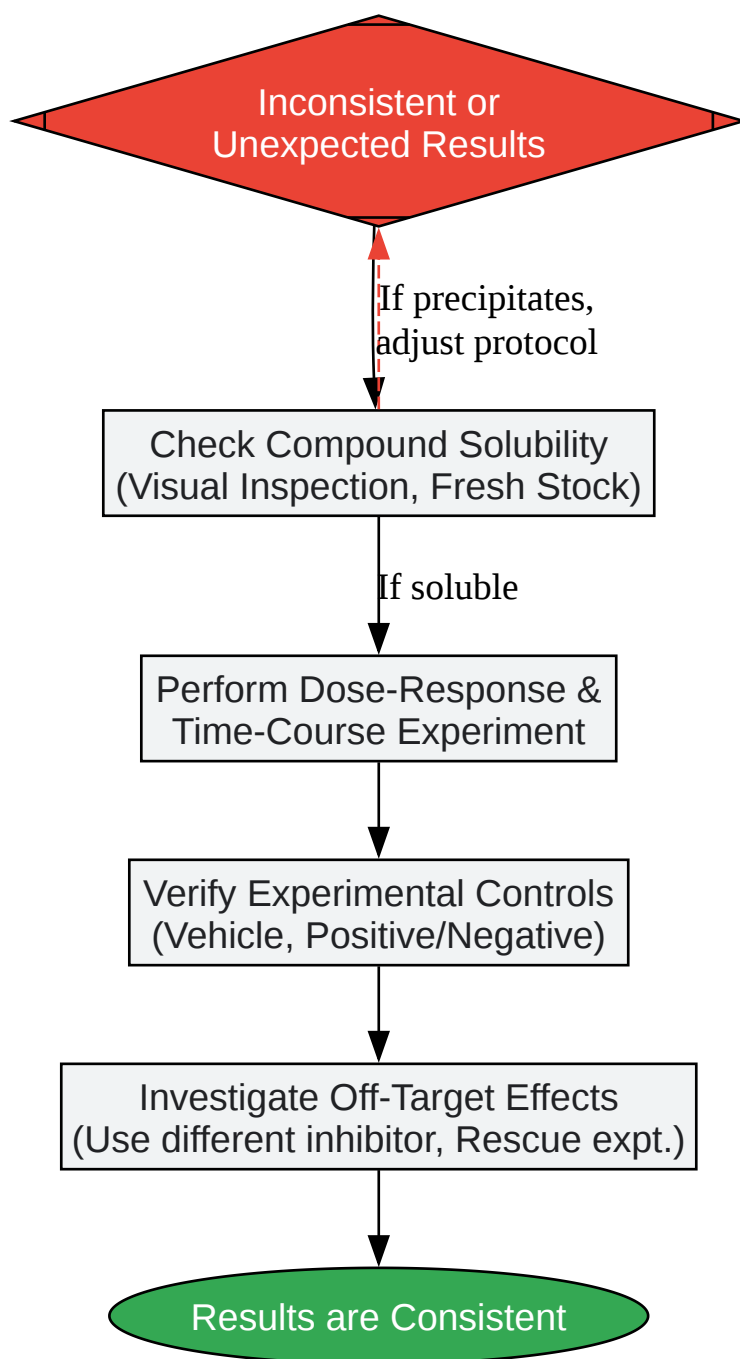 Inconsistent or
Unexpected Results
If precipitates,
adjust protocol
Check Compound Solubility
(Visual Inspection, Fresh Stock)
If soluble
Perform Dose-Response &
Time-Course Experiment
Verify Experimental Controls
(Vehicle, Positive/Negative)
Investigate Off-Target Effects
(Use different inhibitor, Rescue expt.)
Results are Consistent